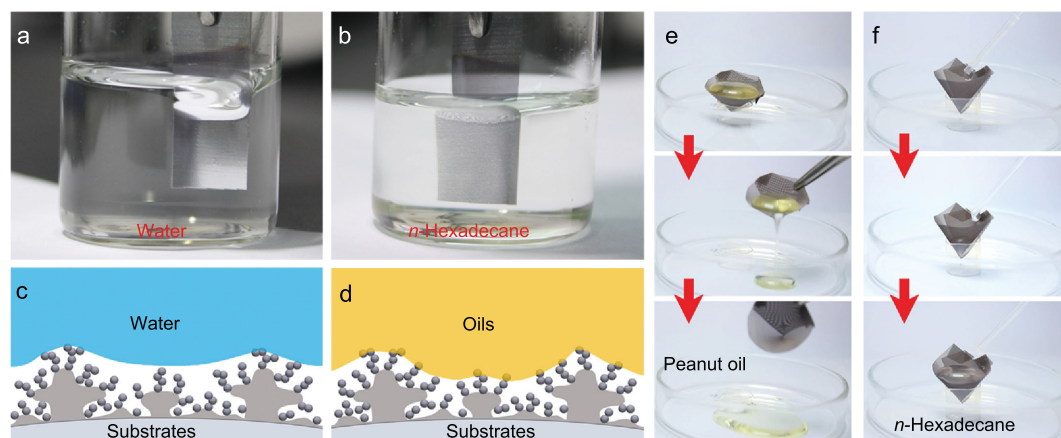 a
Water
b
n-Hexadecane
c
Water
Substrates
d
Oils
Substrates
e
Peanut oil
f
n-Hexadecane